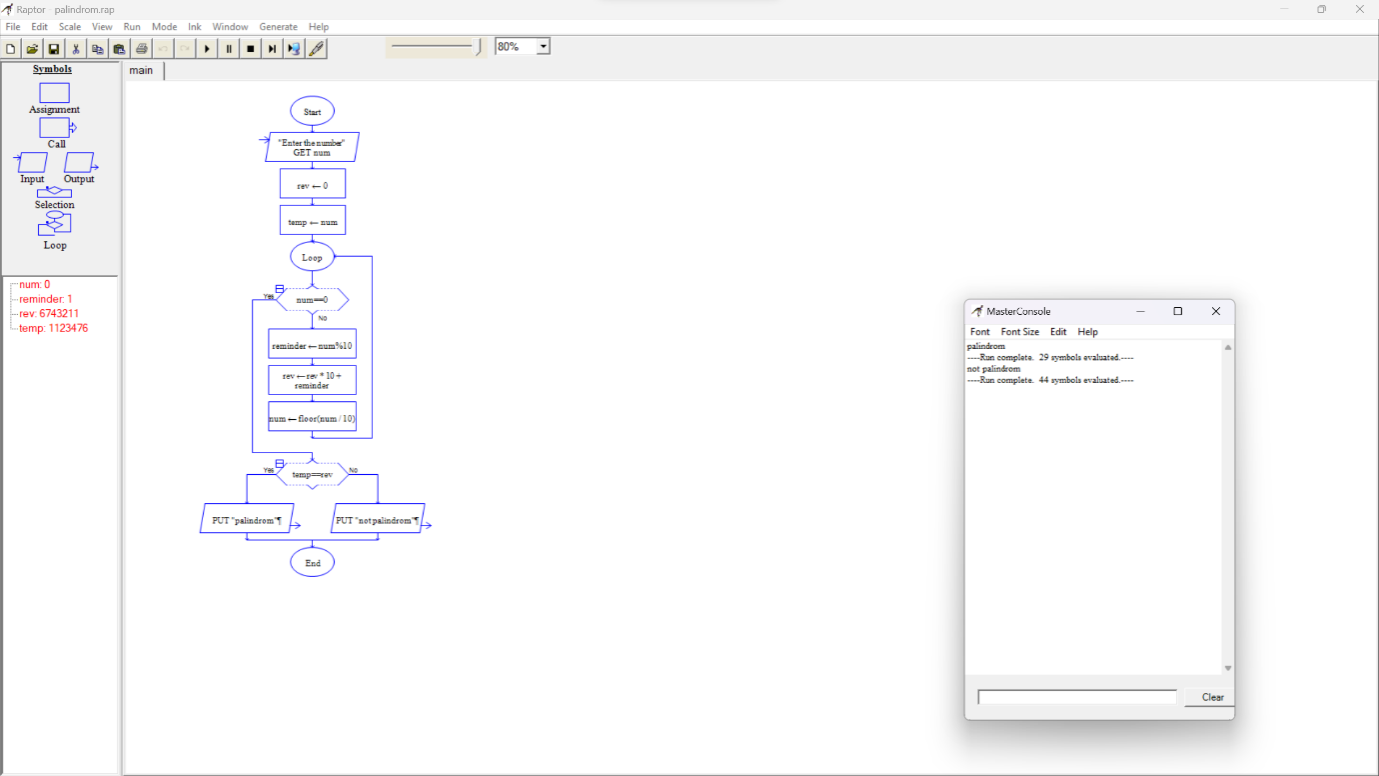 Raptor - palindrom.rap
File Edit Scale View Run Mode Ink Window Generate Help
80%
Symbols
Assignment
Call
Input Output
Selection
Loop
num: 0
reminder: 1
rev: 6743211
temp: 1123476
main
Start
"Enter the number"
GET num
rev ← 0
temp ← num
Loop
Yes
num==0
No
reminder ← num%10
rev ← rev * 10 +
reminder
num ← floor(num / 10)
Yes
temp==rev
No
PUT "palindrom"¶
PUT "not palindrom"¶
End
MasterConsole
Font Font Size Edit Help
palindrom
----Run complete. 29 symbols evaluated.----
not palindrom
----Run complete. 44 symbols evaluated.----
Clear